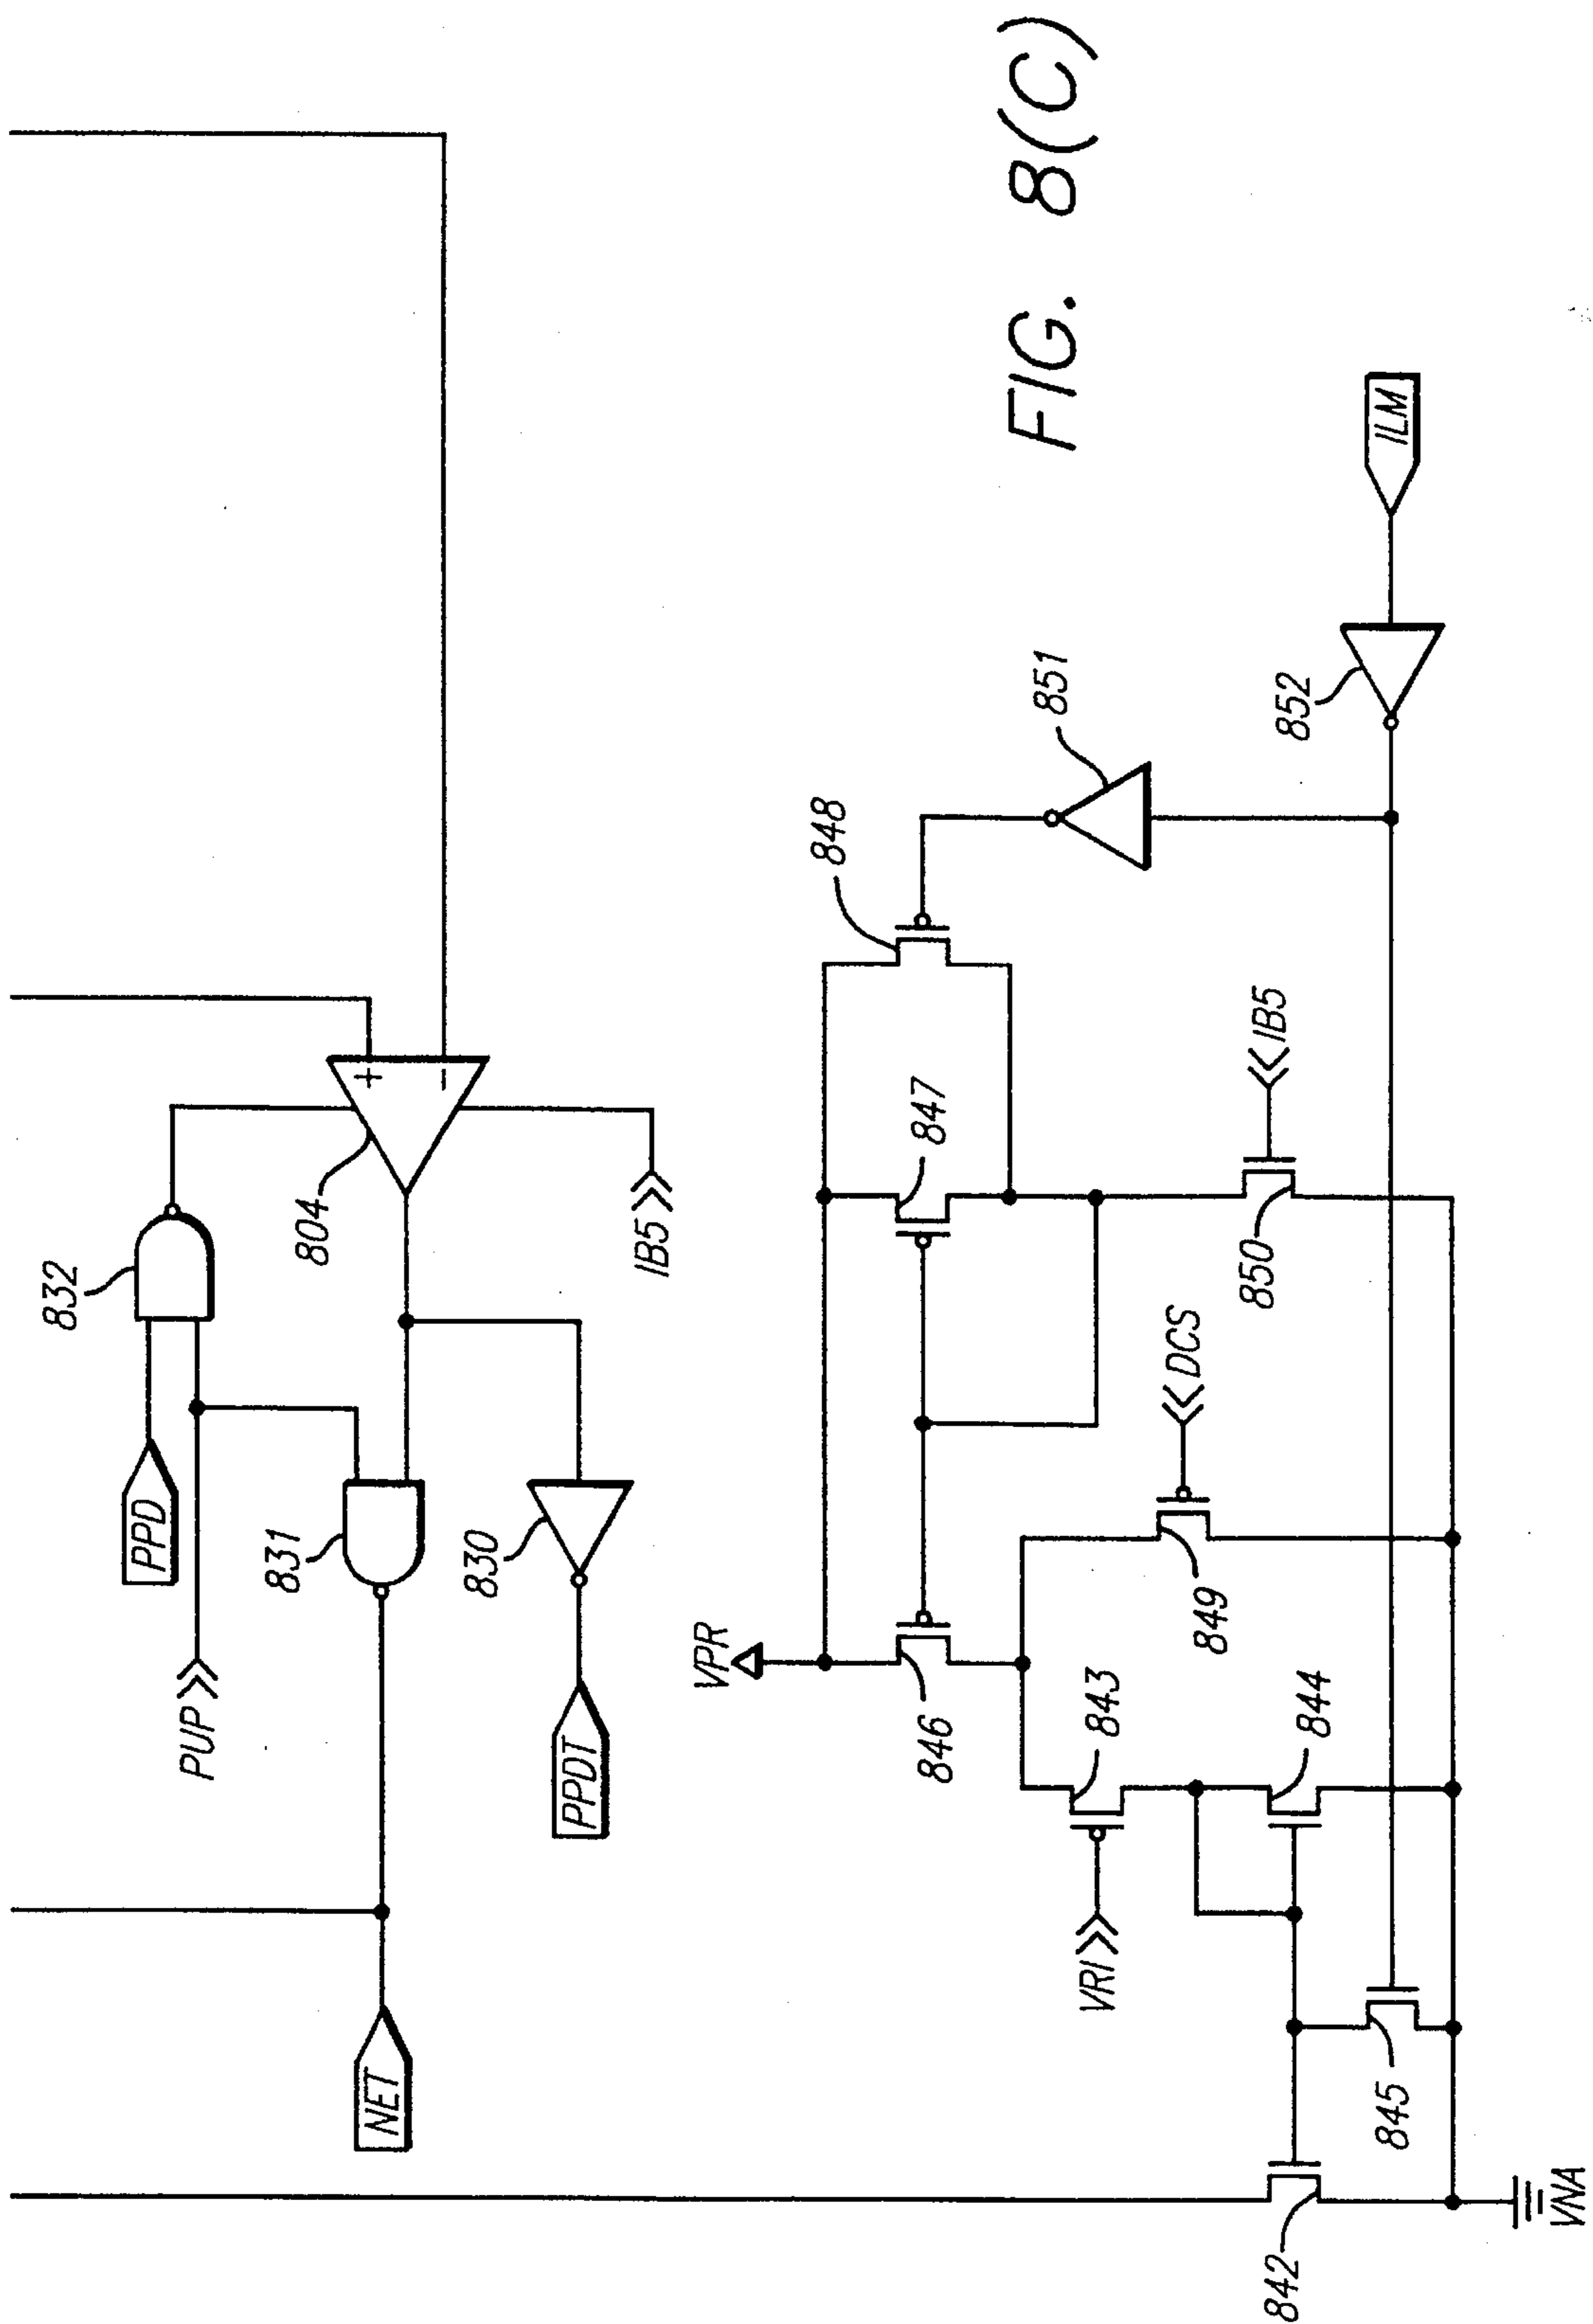 832
PPD
804
+
−
PUP
831
IB5
830
NET
PPDT
FIG. 8(C)
VPR
848
851
847
846
DCS
IB5
843
849
VRI
850
844
852
ILM
845
842
VNA